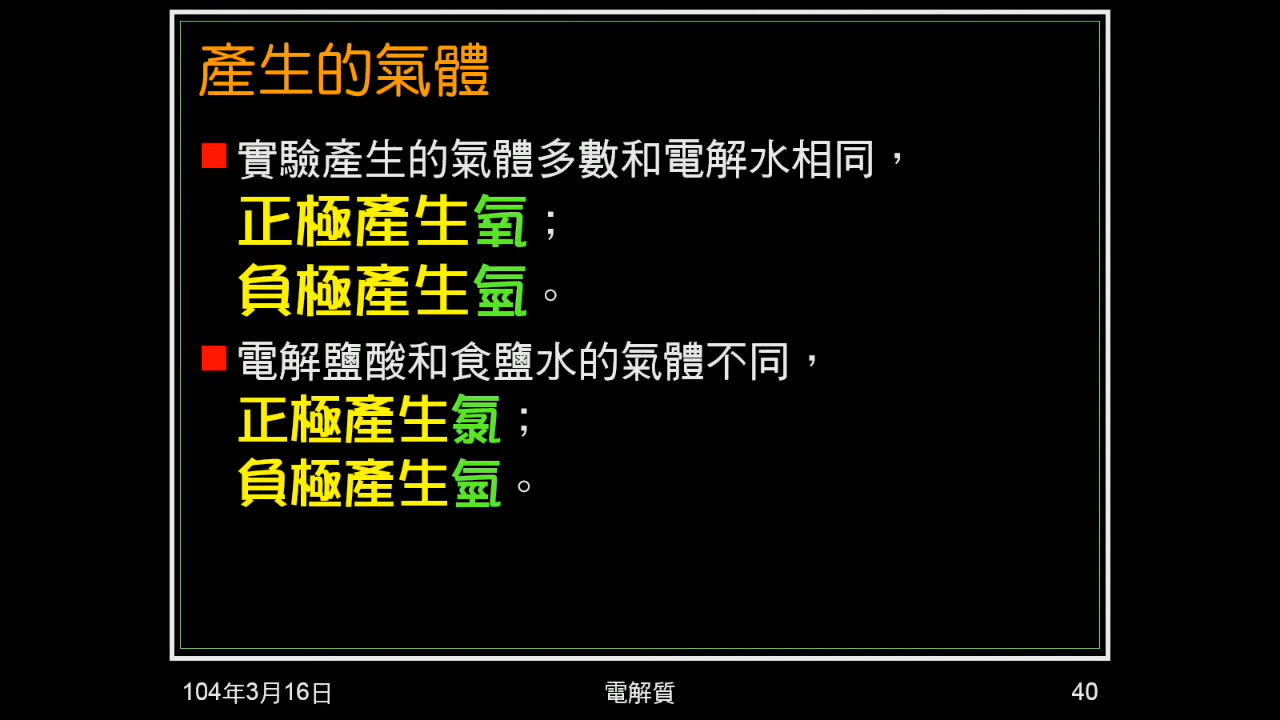 產生的氣體
實驗產生的氣體多數和電解水相同，
正極產生氧；
負極產生氫。
電解鹽酸和食鹽水的氣體不同，
正極產生氯；
負極產生氫。
104年3月16日
電解質
40